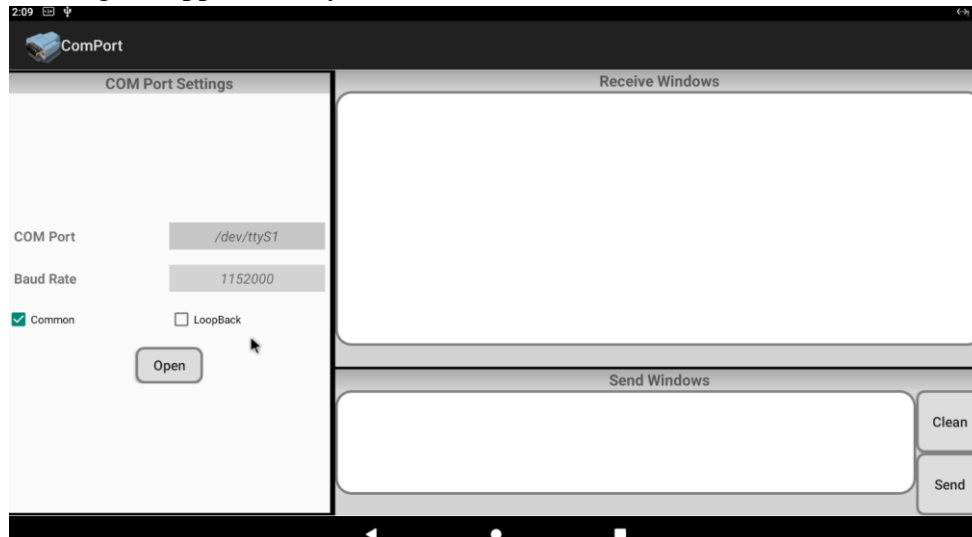 2:09
ComPort
COM Port Settings
COM Port
/dev/ttyS1
Baud Rate
1152000
Common
LoopBack
Open
Receive Windows
Send Windows
Clean
Send